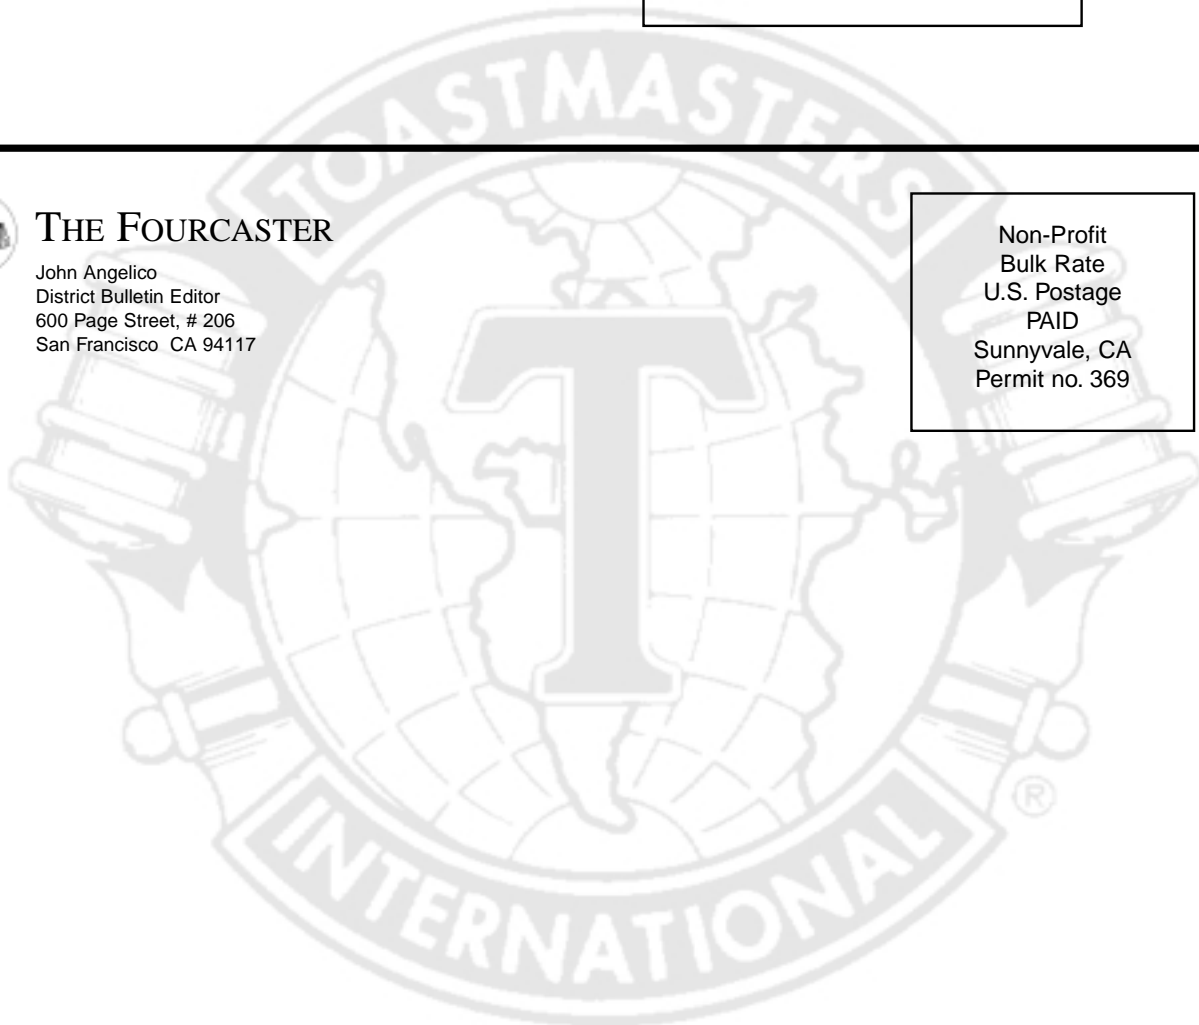 TOASTMASTERS
THE FOURCASTER
John Angelico
District Bulletin Editor
600 Page Street, # 206
San Francisco CA 94117
Non-Profit
Bulk Rate
U.S. Postage
PAID
Sunnyvale, CA
Permit no. 369
T
®
INTERNATIONAL